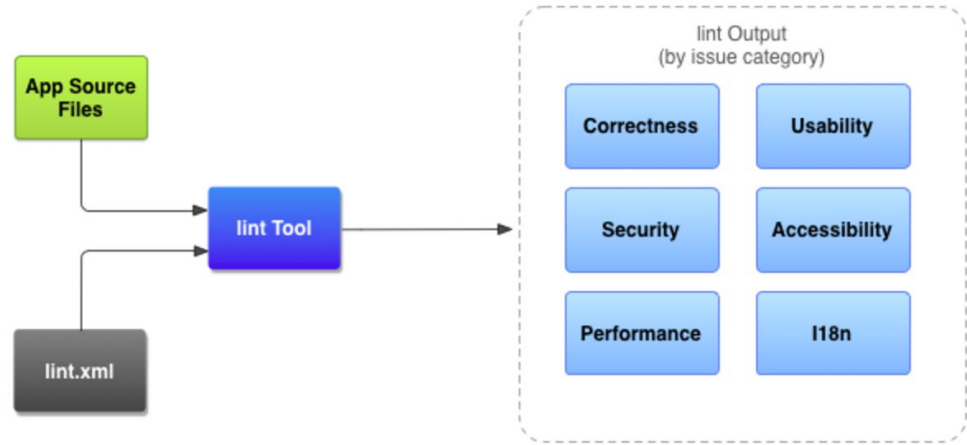 lint Output
(by issue category)
App Source
Files
Correctness
Usability
lint Tool
Security
Accessibility
lint.xml
Performance
I18n